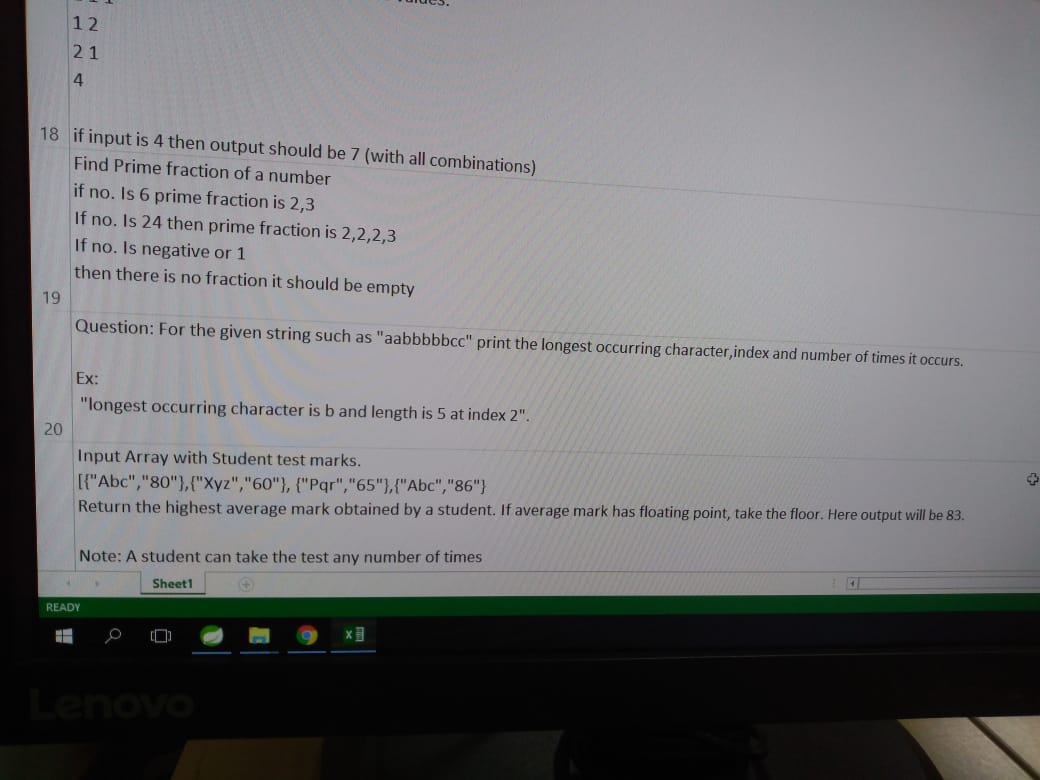 1 2
2 1
4
18 if input is 4 then output should be 7 (with all combinations)
Find Prime fraction of a number
if no. Is 6 prime fraction is 2,3
If no. Is 24 then prime fraction is 2,2,2,3
If no. Is negative or 1
then there is no fraction it should be empty
19
Question: For the given string such as "aabbbbbcc" print the longest occurring character,index and number of times it occurs.
Ex:
"longest occurring character is b and length is 5 at index 2".
20
Input Array with Student test marks.
[{"Abc","80"},{"Xyz","60"}, {"Pqr","65"},{"Abc","86"}
Return the highest average mark obtained by a student. If average mark has floating point, take the floor. Here output will be 83.
Note: A student can take the test any number of times
Sheet1
READY
Lenovo